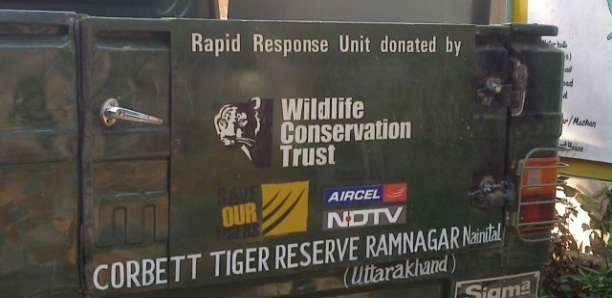 Rapid Response Unit donated by
Wildlife
Conservation
Trust
SAVE
OUR
TIGERS
AIRCEL
NDTV
CORBETT TIGER RESERVE RAMNAGAR Nainital
(Uttarakhand)
Sigma